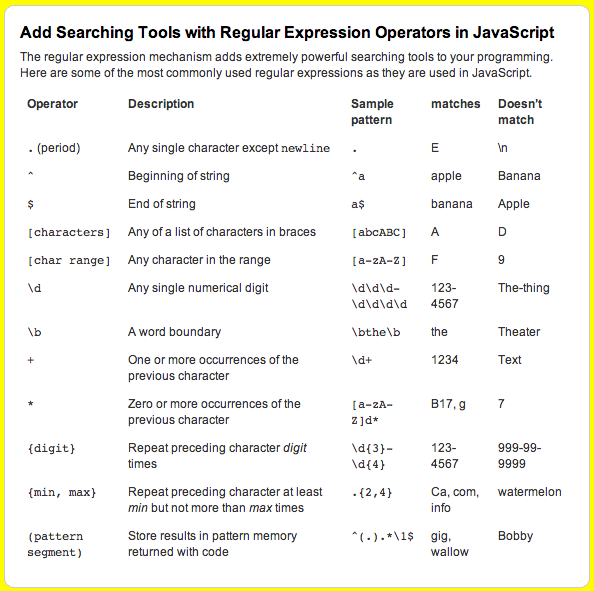 Add Searching Tools with Regular Expression Operators in JavaScript
The regular expression mechanism adds extremely powerful searching tools to your programming.
Here are some of the most commonly used regular expressions as they are used in JavaScript.
Operator Description Sample pattern matches Doesn't match
. (period) Any single character except newline . E \n
^ Beginning of string ^a apple Banana
$ End of string a$ banana Apple
[characters] Any of a list of characters in braces [abcABC] A D
[char range] Any character in the range [a-zA-Z] F 9
\d Any single numerical digit \d\d\d-\d\d\d\d 123-4567 The-thing
\b A word boundary \bthe\b the Theater
+ One or more occurrences of the previous character \d+ 1234 Text
* Zero or more occurrences of the previous character [a-zA-Z]d* B17, g 7
{digit} Repeat preceding character digit times \d{3}-\d{4} 123-4567 999-99-9999
{min, max} Repeat preceding character at least min but not more than max times .{2,4} Ca, com, info watermelon
(pattern segment) Store results in pattern memory returned with code ^(.).*\1$ gig, wallow Bobby